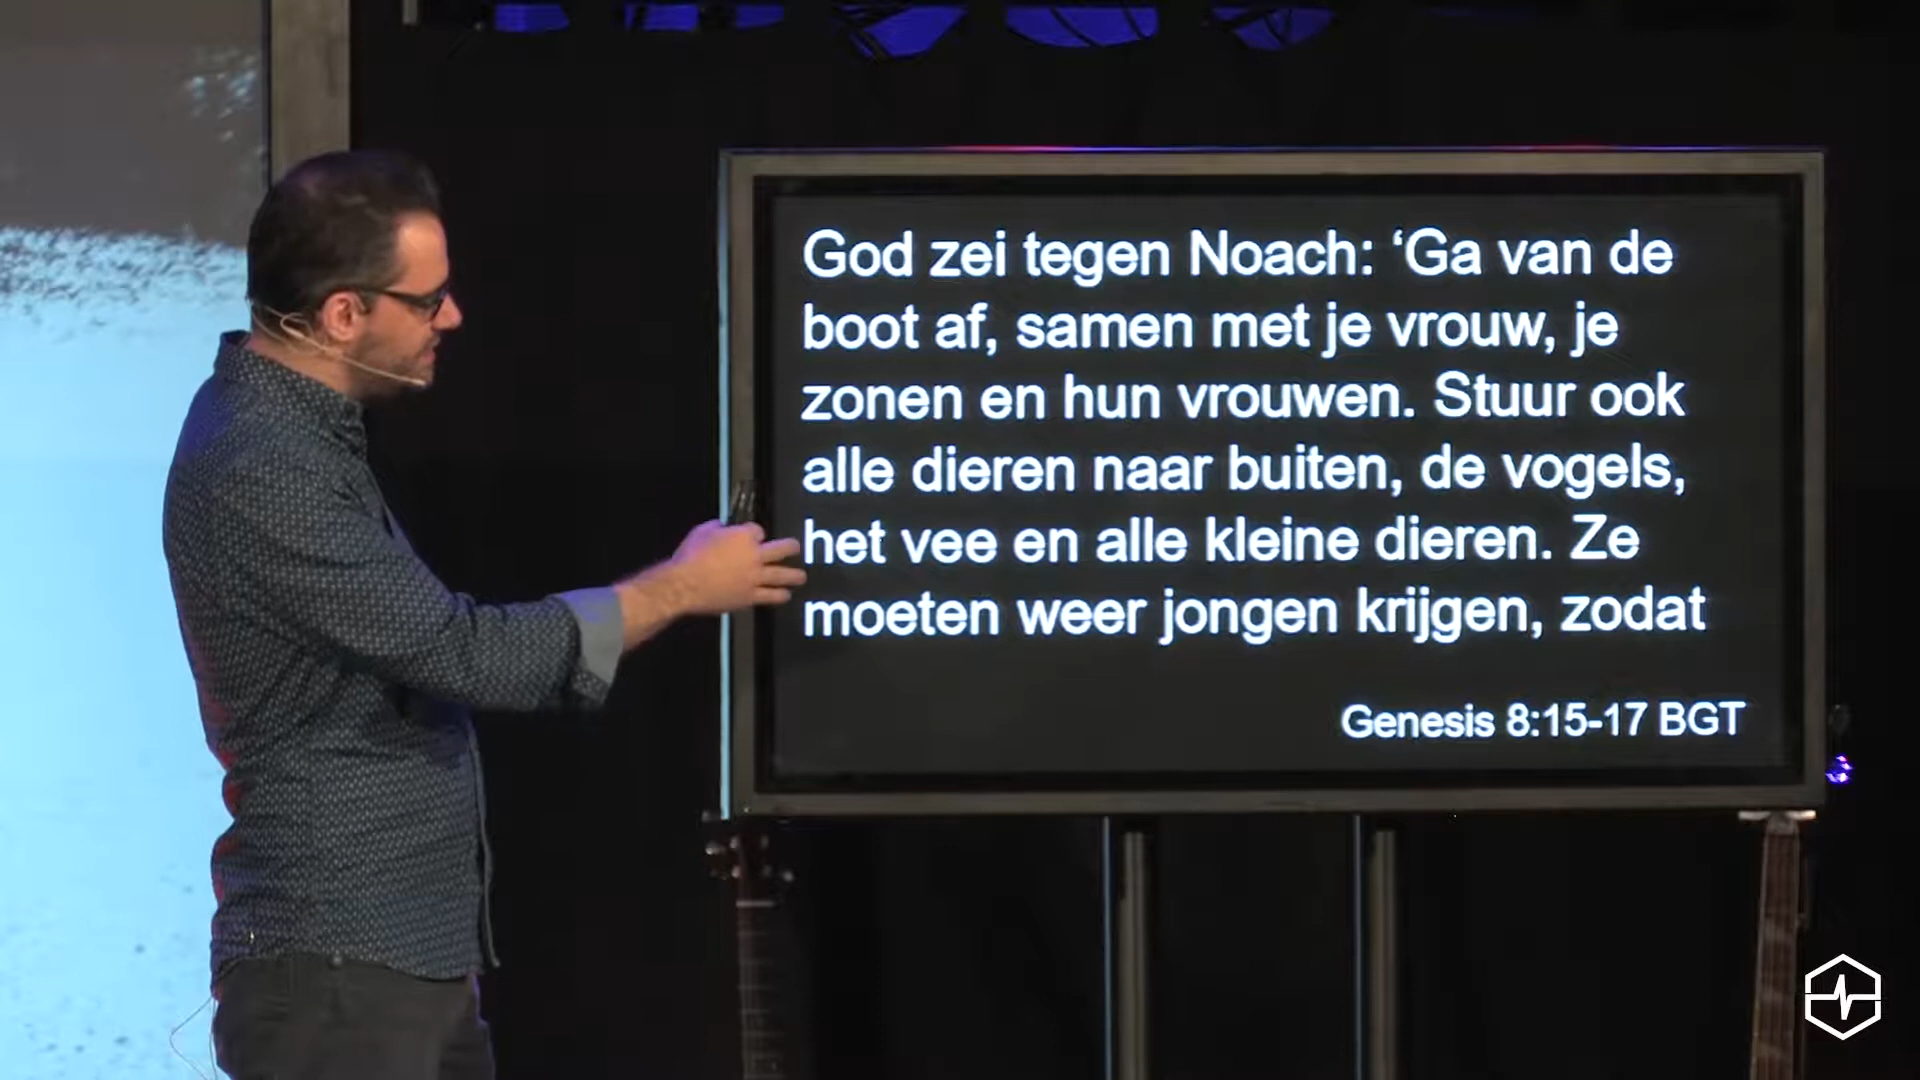 God zei tegen Noach: ‘Ga van de
boot af, samen met je vrouw, je
zonen en hun vrouwen. Stuur ook
alle dieren naar buiten, de vogels,
het vee en alle kleine dieren. Ze
moeten weer jongen krijgen, zodat
Genesis 8:15-17 BGT